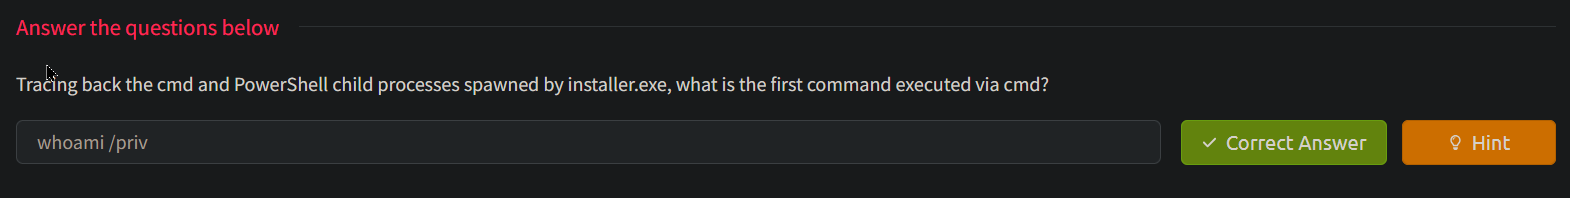 Answer the questions below
Tracing back the cmd and PowerShell child processes spawned by installer.exe, what is the first command executed via cmd?
whoami /priv
Correct Answer
Hint